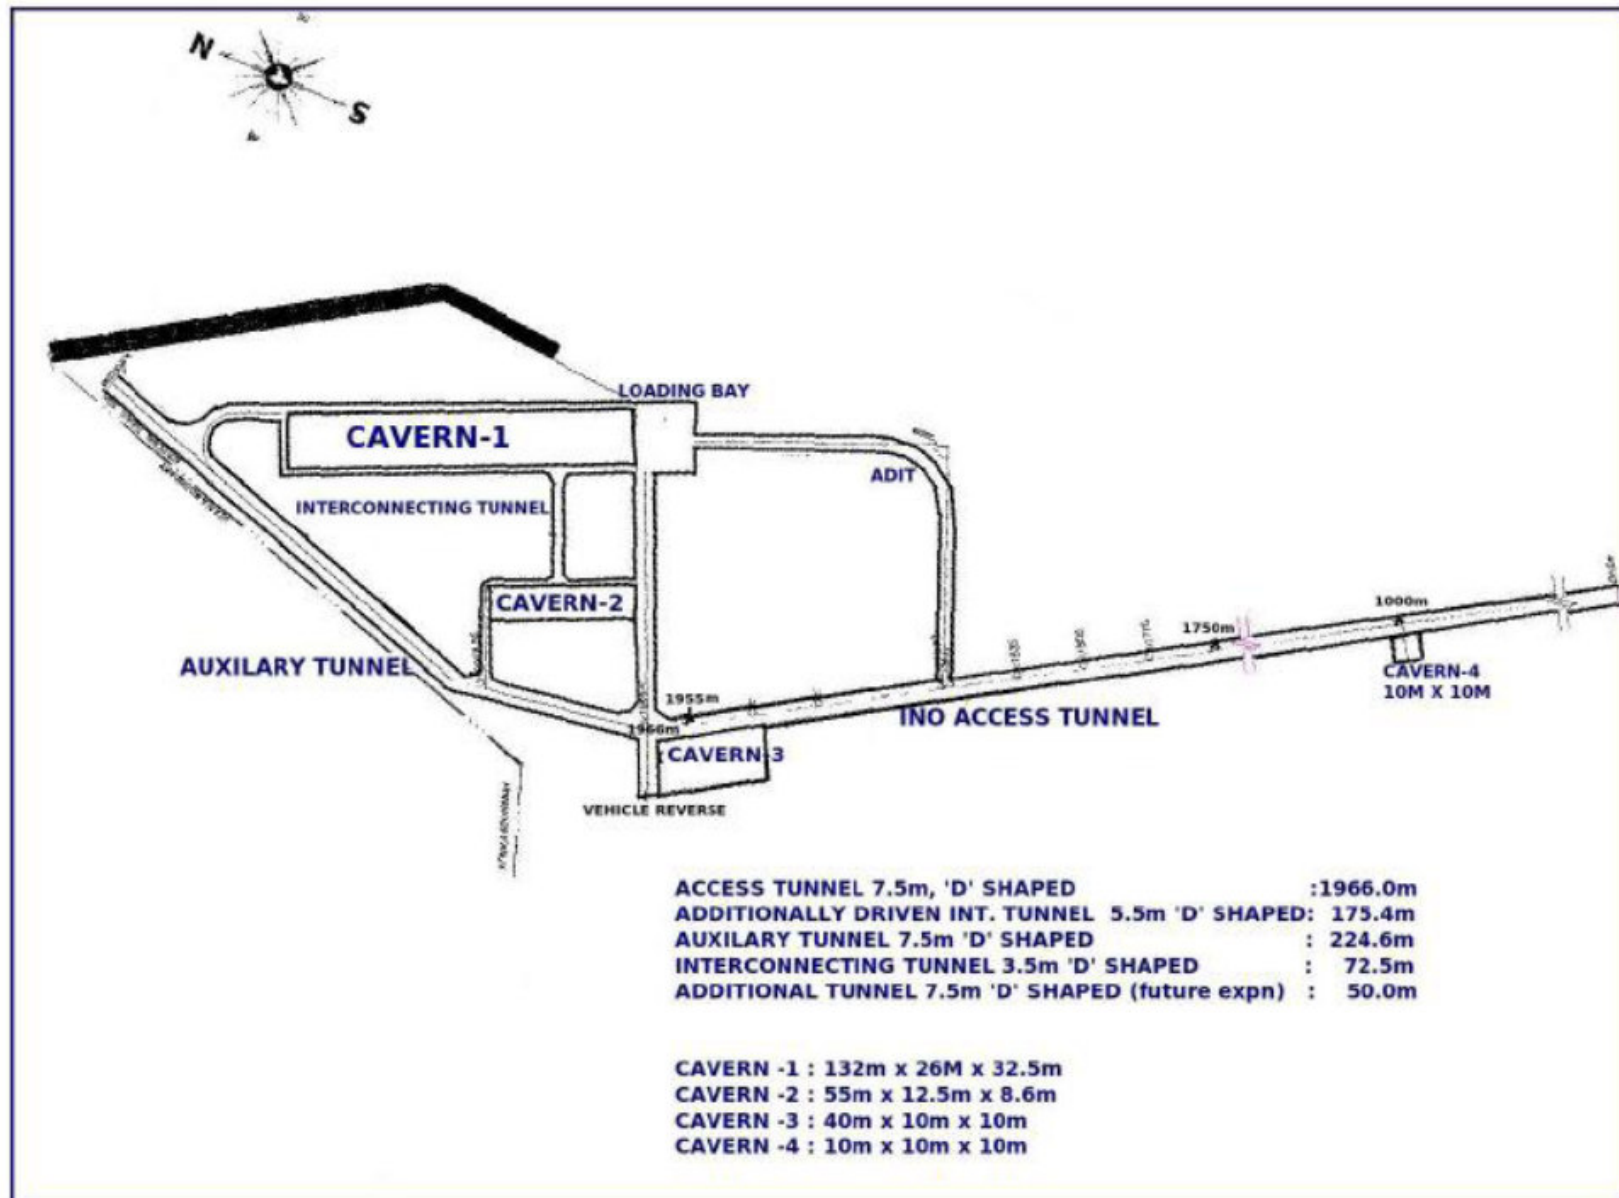 N
S
LOADING BAY
CAVERN-1
ADIT
INTERCONNECTING TUNNEL
CAVERN-2
1000m
1750m
AUXILARY TUNNEL
CAVERN-4
10M X 10M
1955m
INO ACCESS TUNNEL
1966m
CAVERN-3
VEHICLE REVERSE
ACCESS TUNNEL 7.5m, 'D' SHAPED :1966.0m
ADDITIONALLY DRIVEN INT. TUNNEL 5.5m 'D' SHAPED: 175.4m
AUXILARY TUNNEL 7.5m 'D' SHAPED : 224.6m
INTERCONNECTING TUNNEL 3.5m 'D' SHAPED : 72.5m
ADDITIONAL TUNNEL 7.5m 'D' SHAPED (future expn) : 50.0m
CAVERN -1 : 132m x 26M x 32.5m
CAVERN -2 : 55m x 12.5m x 8.6m
CAVERN -3 : 40m x 10m x 10m
CAVERN -4 : 10m x 10m x 10m